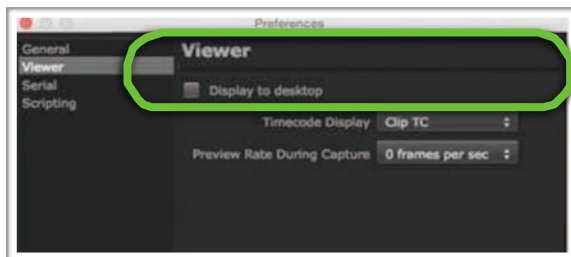 Preferences
General
Viewer
Serial
Scripting
Viewer
Display to desktop
Timecode Display Clip TC
Preview Rate During Capture 0 frames per sec